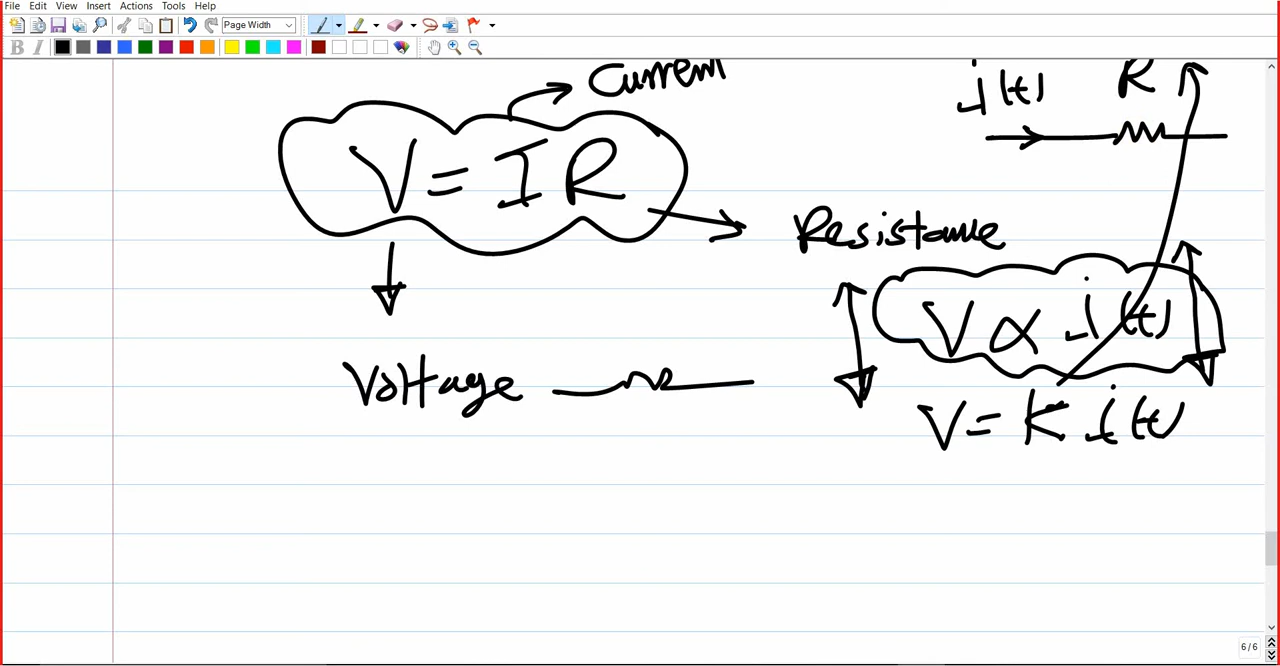 File Edit View Insert Actions Tools Help
Page Width
B I
Current
i(t) R
V = IR
Resistance
V ∝ i(t)
Voltage
V = K i(t)
6/6